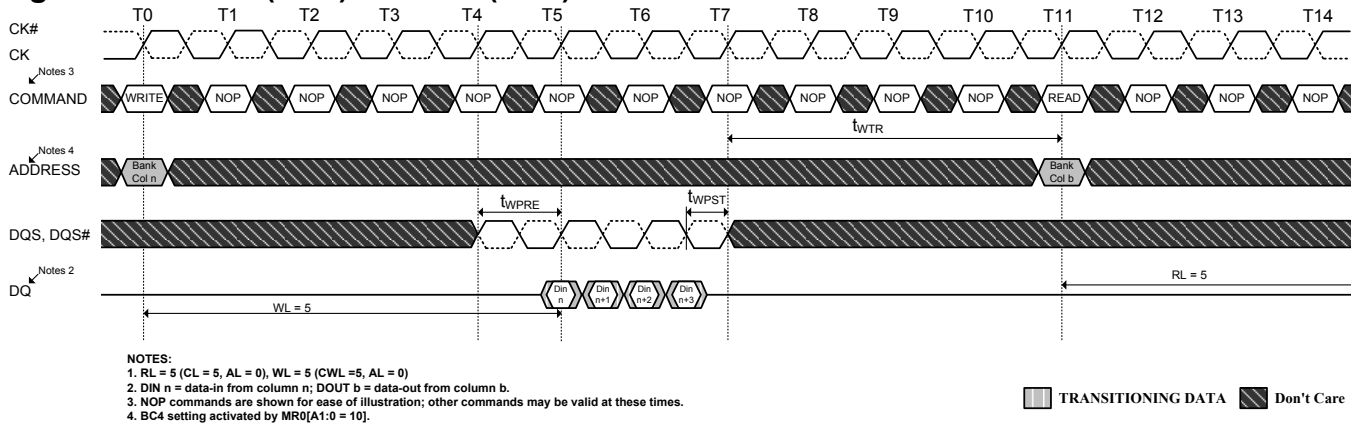 T0 T1 T2 T3 T4 T5 T6 T7 T8 T9 T10 T11 T12 T13 T14
CK#
CK
Notes 3
COMMAND WRITE NOP NOP NOP NOP NOP NOP NOP NOP NOP NOP READ NOP NOP NOP
tWTR
Notes 4
ADDRESS
Bank
Col n
Bank
Col b
tWPRE
tWPST
DQS, DQS#
Notes 2
DQ
Din
n
Din
n+1
Din
n+2
Din
n+3
RL = 5
WL = 5
NOTES:
1. RL = 5 (CL = 5, AL = 0), WL = 5 (CWL =5, AL = 0)
2. DIN n = data-in from column n; DOUT b = data-out from column b.
3. NOP commands are shown for ease of illustration; other commands may be valid at these times.
4. BC4 setting activated by MR0[A1:0 = 10].
TRANSITIONING DATA
Don't Care